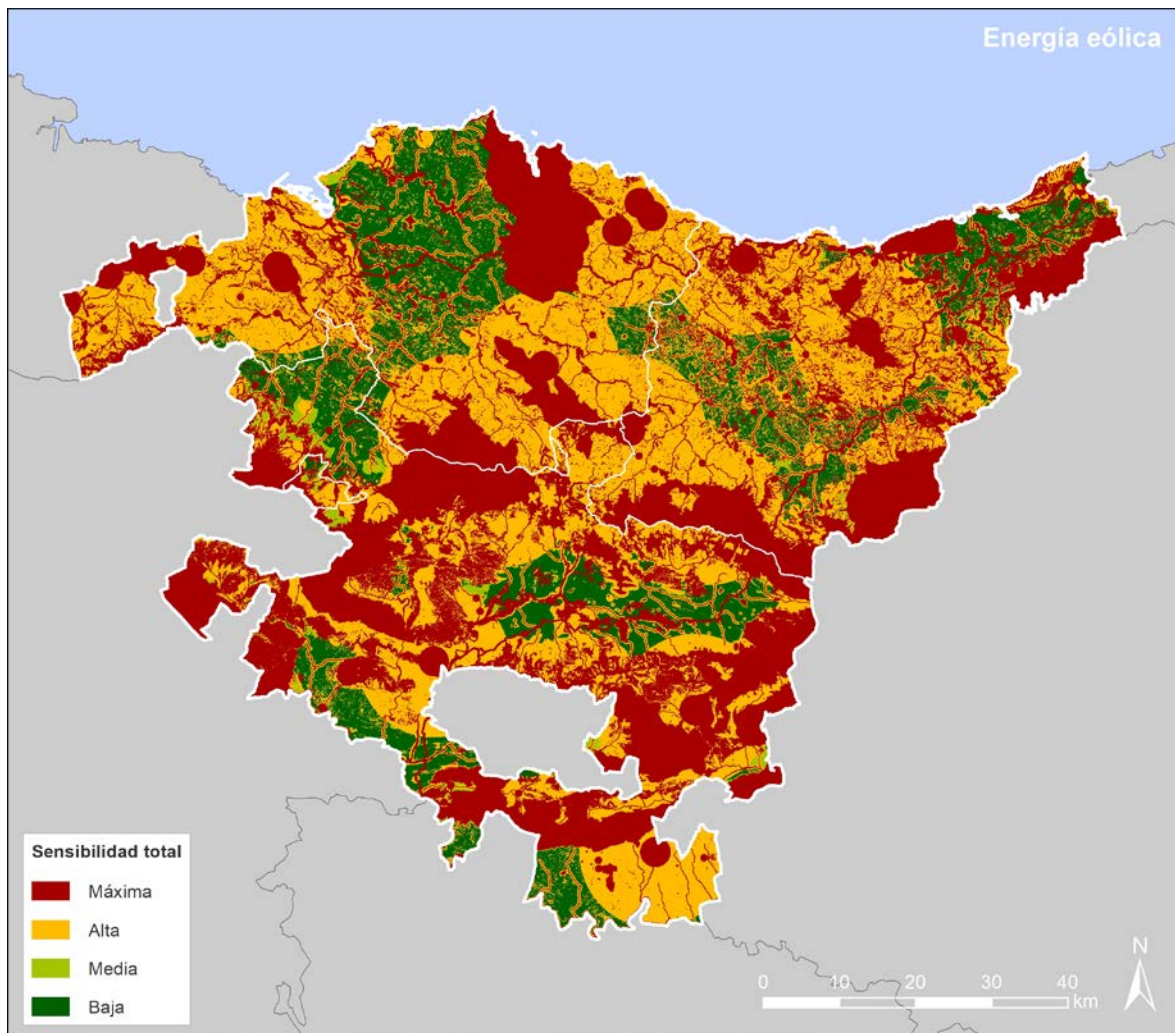 Energía eólica
Sensibilidad total
Máxima
Alta
Media
Baja
N
0 10 20 30 40
km